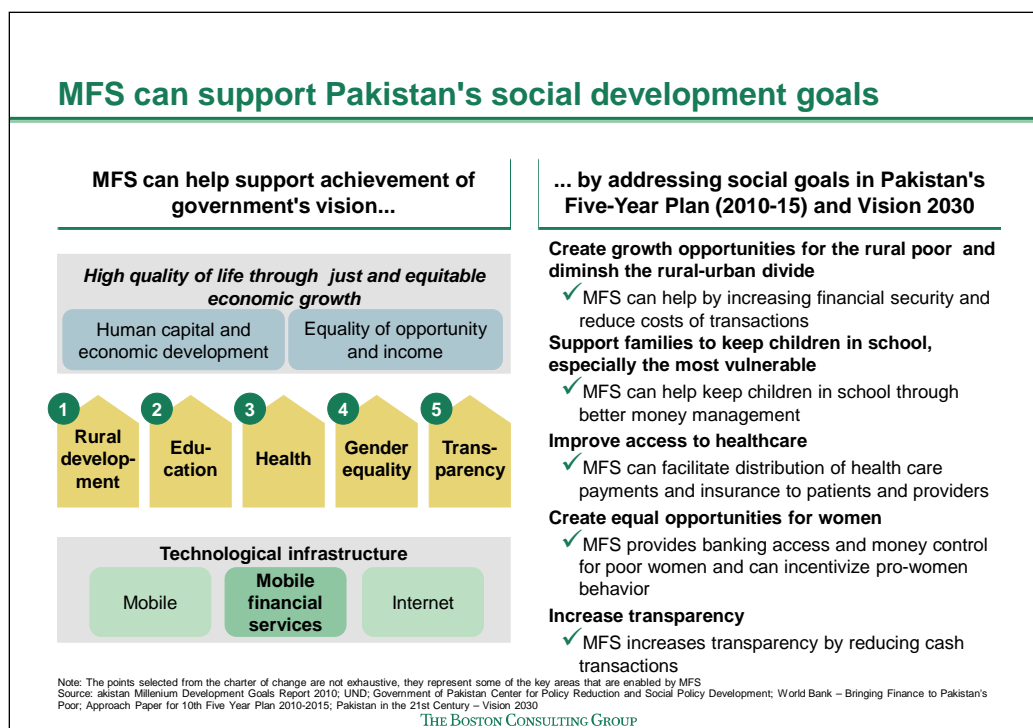 MFS can support Pakistan's social development goals
MFS can help support achievement of
government's vision...
High quality of life through just and equitable
economic growth
Human capital and
economic development
Equality of opportunity
and income
1
Rural
develop-
ment
2
Edu-
cation
3
Health
4
Gender
equality
5
Trans-
parency
Technological infrastructure
Mobile
Mobile
financial
services
Internet
... by addressing social goals in Pakistan's
Five-Year Plan (2010-15) and Vision 2030
Create growth opportunities for the rural poor and
diminsh the rural-urban divide
✓MFS can help by increasing financial security and
reduce costs of transactions
Support families to keep children in school,
especially the most vulnerable
✓MFS can help keep children in school through
better money management
Improve access to healthcare
✓MFS can facilitate distribution of health care
payments and insurance to patients and providers
Create equal opportunities for women
✓MFS provides banking access and money control
for poor women and can incentivize pro-women
behavior
Increase transparency
✓MFS increases transparency by reducing cash
transactions
Note: The points selected from the charter of change are not exhaustive, they represent some of the key areas that are enabled by MFS
Source: akistan Millenium Development Goals Report 2010; UND; Government of Pakistan Center for Policy Reduction and Social Policy Development; World Bank – Bringing Finance to Pakistan's
Poor; Approach Paper for 10th Five Year Plan 2010-2015; Pakistan in the 21st Century – Vision 2030
THE BOSTON CONSULTING GROUP